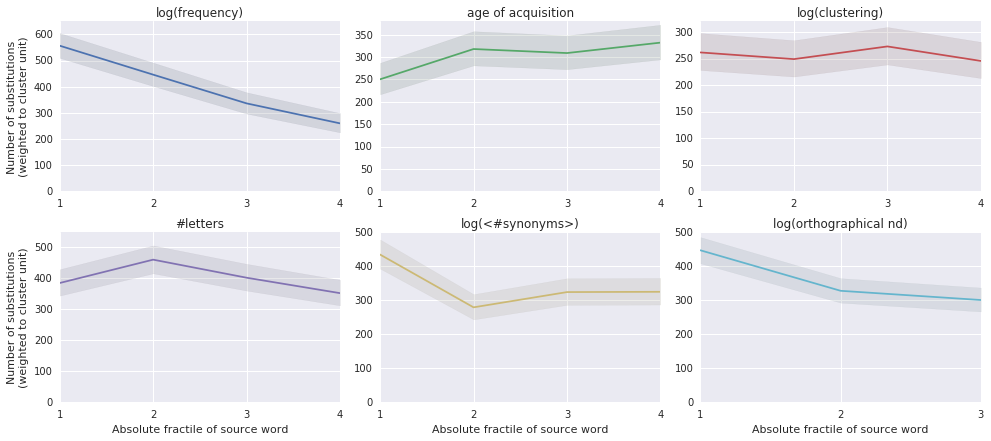 log(frequency)
age of acquisition
log(clustering)
Number of substitutions
(weighted to cluster unit)
600
500
400
300
200
100
0
1 2 3 4
350
300
250
200
150
100
50
0
1 2 3 4
300
250
200
150
100
50
0
1 2 3 4
#letters
log(<#synonyms>)
log(orthographical nd)
Number of substitutions
(weighted to cluster unit)
500
400
300
200
100
0
1 2 3 4
Absolute fractile of source word
500
400
300
200
100
0
1 2 3 4
Absolute fractile of source word
500
400
300
200
100
0
1 2 3
Absolute fractile of source word